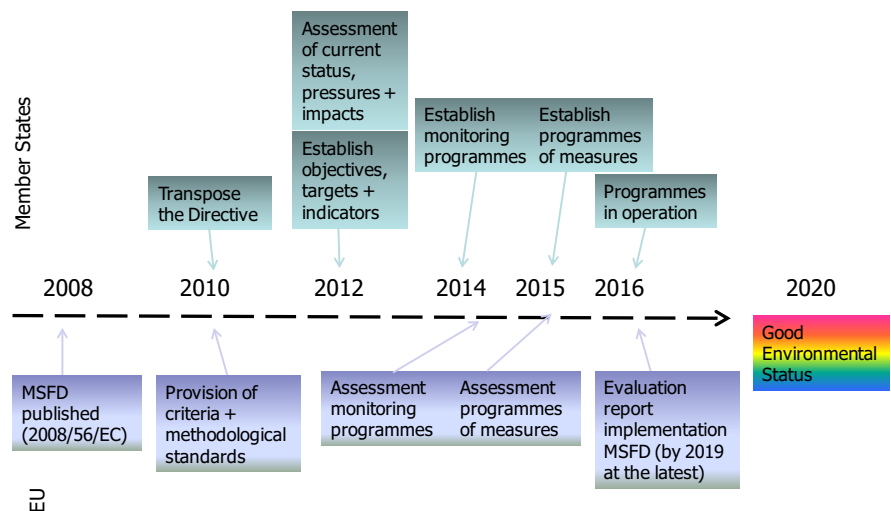 Member States
Assessment
of current
status,
pressures +
impacts
Establish
objectives,
targets +
indicators
Transpose
the Directive
Establish
monitoring
programmes
Establish
programmes
of measures
Programmes
in operation
2008
2010
2012
2014
2015
2016
2020
Good
Environmental
Status
MSFD
published
(2008/56/EC)
Provision of
criteria +
methodological
standards
Assessment
monitoring
programmes
Assessment
programmes
of measures
Evaluation
report
implementation
MSFD (by 2019
at the latest)
EU